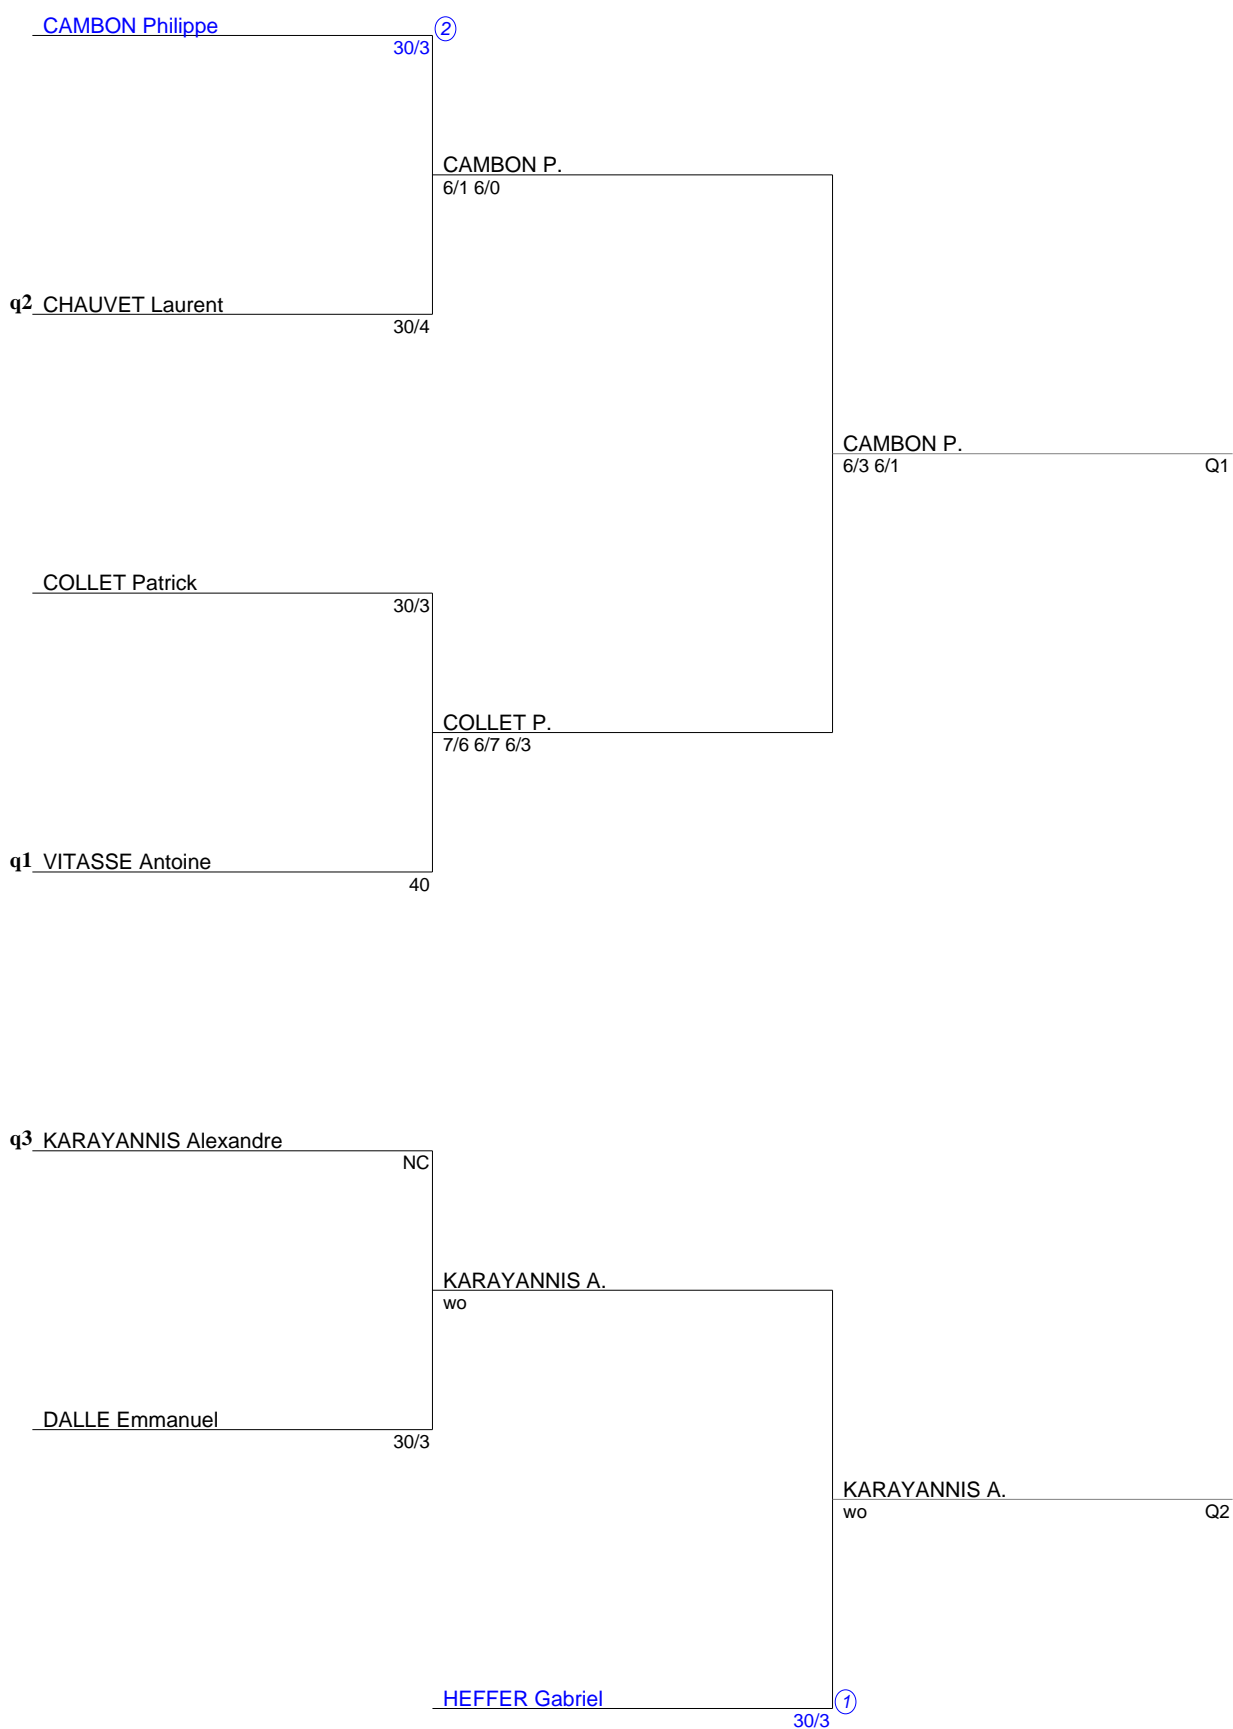 CAMBON Philippe
2
30/3
CAMBON P.
6/1 6/0
q2 CHAUVET Laurent
30/4
CAMBON P.
6/3 6/1
Q1
COLLET Patrick
30/3
COLLET P.
7/6 6/7 6/3
q1 VITASSE Antoine
40
q3 KARAYANNIS Alexandre
NC
KARAYANNIS A.
wo
DALLE Emmanuel
30/3
KARAYANNIS A.
wo
Q2
HEFFER Gabriel
1
30/3